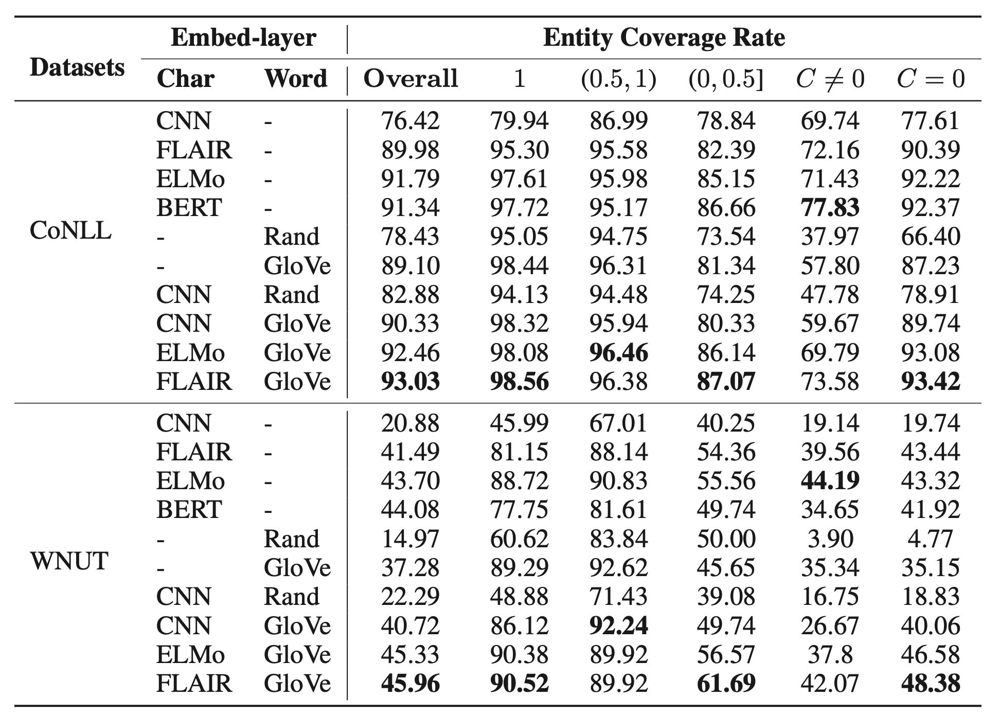 Embed-layer Entity Coverage Rate
Datasets
Char Word Overall 1 (0.5, 1) (0, 0.5] C ≠ 0 C = 0
CNN - 76.42 79.94 86.99 78.84 69.74 77.61
FLAIR - 89.98 95.30 95.58 82.39 72.16 90.39
ELMo - 91.79 97.61 95.98 85.15 71.43 92.22
BERT - 91.34 97.72 95.17 86.66 77.83 92.37
CoNLL
- Rand 78.43 95.05 94.75 73.54 37.97 66.40
- GloVe 89.10 98.44 96.31 81.34 57.80 87.23
CNN Rand 82.88 94.13 94.48 74.25 47.78 78.91
CNN GloVe 90.33 98.32 95.94 80.33 59.67 89.74
ELMo GloVe 92.46 98.08 96.46 86.14 69.79 93.08
FLAIR GloVe 93.03 98.56 96.38 87.07 73.58 93.42
CNN - 20.88 45.99 67.01 40.25 19.14 19.74
FLAIR - 41.49 81.15 88.14 54.36 39.56 43.44
ELMo - 43.70 88.72 90.83 55.56 44.19 43.32
BERT - 44.08 77.75 81.61 49.74 34.65 41.92
- Rand 14.97 60.62 83.84 50.00 3.90 4.77
WNUT
- GloVe 37.28 89.29 92.62 45.65 35.34 35.15
CNN Rand 22.29 48.88 71.43 39.08 16.75 18.83
CNN GloVe 40.72 86.12 92.24 49.74 26.67 40.06
ELMo GloVe 45.33 90.38 89.92 56.57 37.8 46.58
FLAIR GloVe 45.96 90.52 89.92 61.69 42.07 48.38